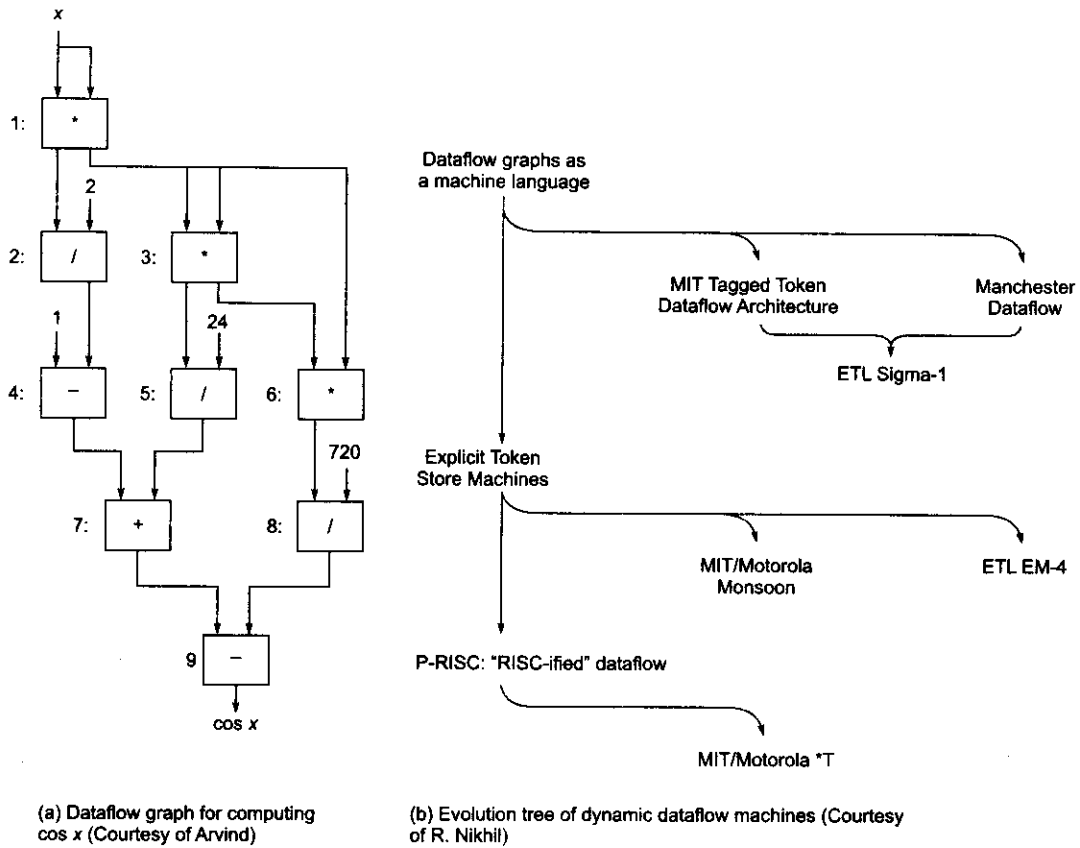 x
1:
*
2
2:
/
3:
*
1
24
4:
–
5:
/
6:
*
720
7:
+
8:
/
9
–
cos x
(a) Dataflow graph for computing
cos x (Courtesy of Arvind)
Dataflow graphs as
a machine language
MIT Tagged Token
Dataflow Architecture
Manchester
Dataflow
ETL Sigma-1
Explicit Token
Store Machines
MIT/Motorola
Monsoon
ETL EM-4
P-RISC: "RISC-ified" dataflow
MIT/Motorola *T
(b) Evolution tree of dynamic dataflow machines (Courtesy
of R. Nikhil)